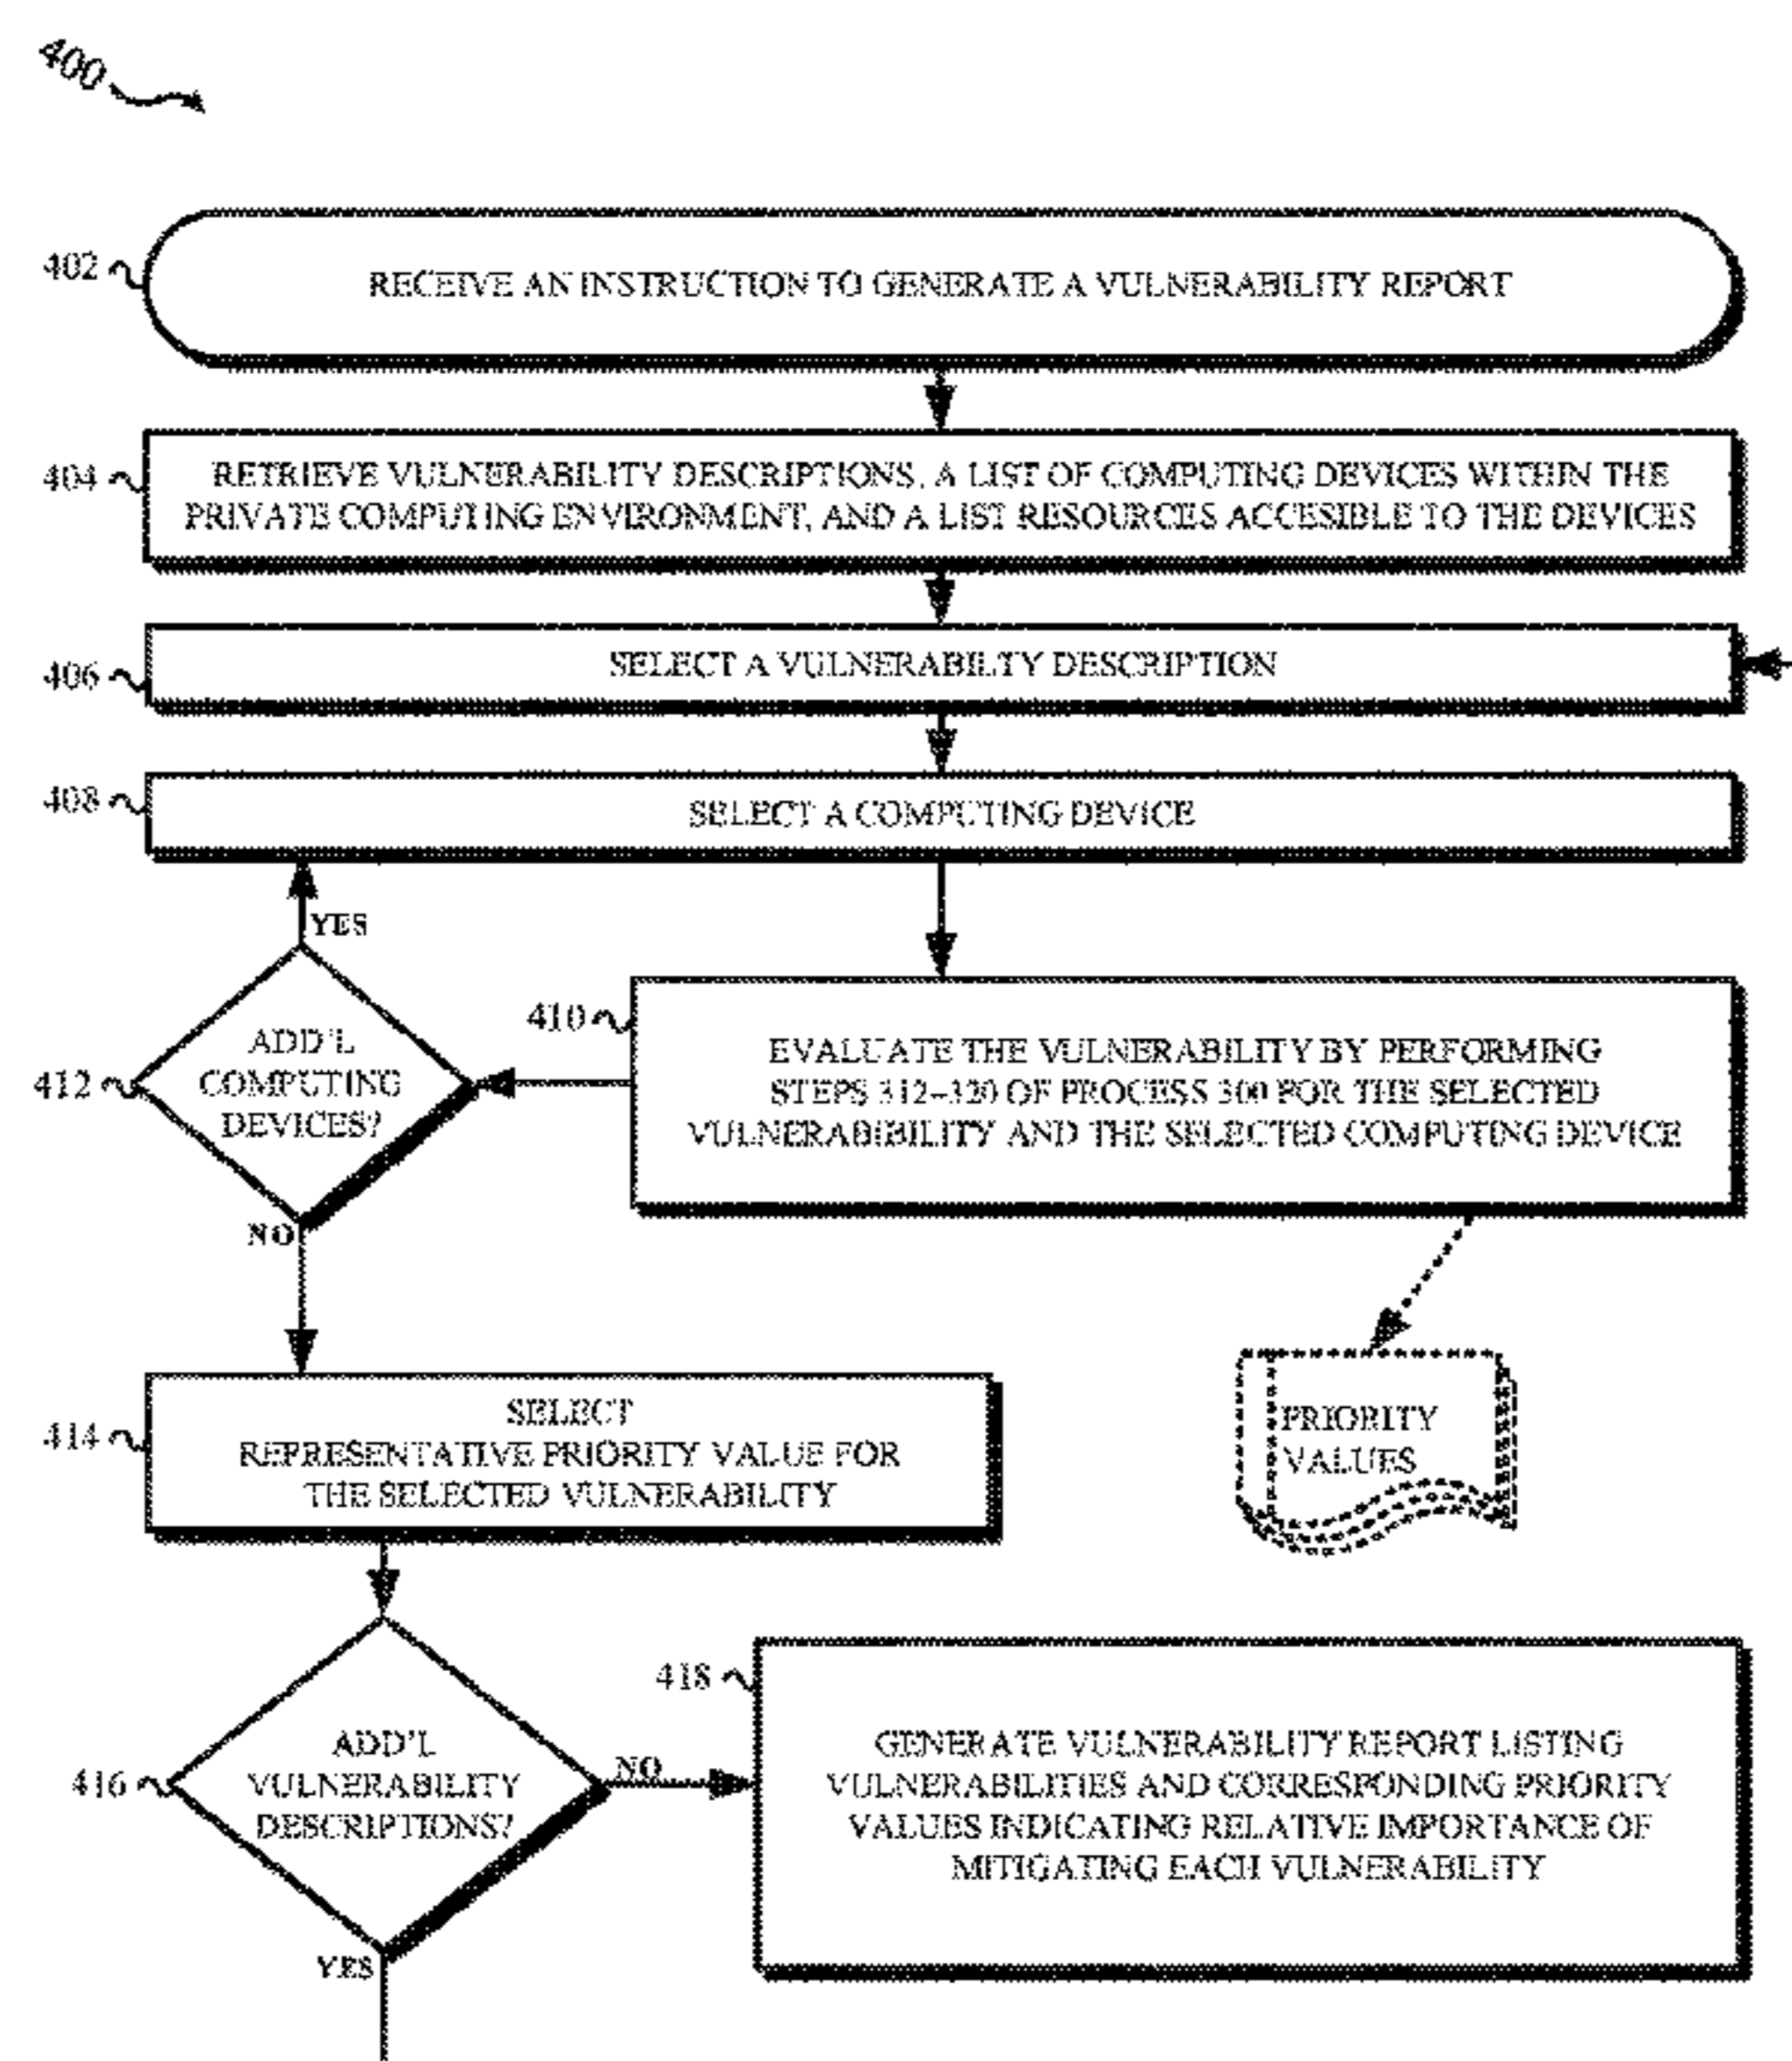 400
402
RECEIVE AN INSTRUCTION TO GENERATE A VULNERABILITY REPORT
404
RETRIEVE VULNERABILITY DESCRIPTIONS, A LIST OF COMPUTING DEVICES WITHIN THE
PRIVATE COMPUTING ENVIRONMENT, AND A LIST RESOURCES ACCESIBLE TO THE DEVICES
406
SELECT A VULNERABILTY DESCRIPTION
408
SELECT A COMPUTING DEVICE
YES
410
EVALUATE THE VULNERABILITY BY PERFORMING
STEPS 312–320 OF PROCESS 300 FOR THE SELECTED
VULNERABIBILITY AND THE SELECTED COMPUTING DEVICE
412
ADD'L
COMPUTING
DEVICES?
NO
414
SELECT
REPRESENTATIVE PRIORITY VALUE FOR
THE SELECTED VULNERABILITY
PRIORITY
VALUES
416
ADD'L
VULNERABILITY
DESCRIPTIONS?
NO
YES
418
GENERATE VULNERABILITY REPORT LISTING
VULNERABILITIES AND CORRESPONDING PRIORITY
VALUES INDICATING RELATIVE IMPORTANCE OF
MITIGATING EACH VULNERABILITY